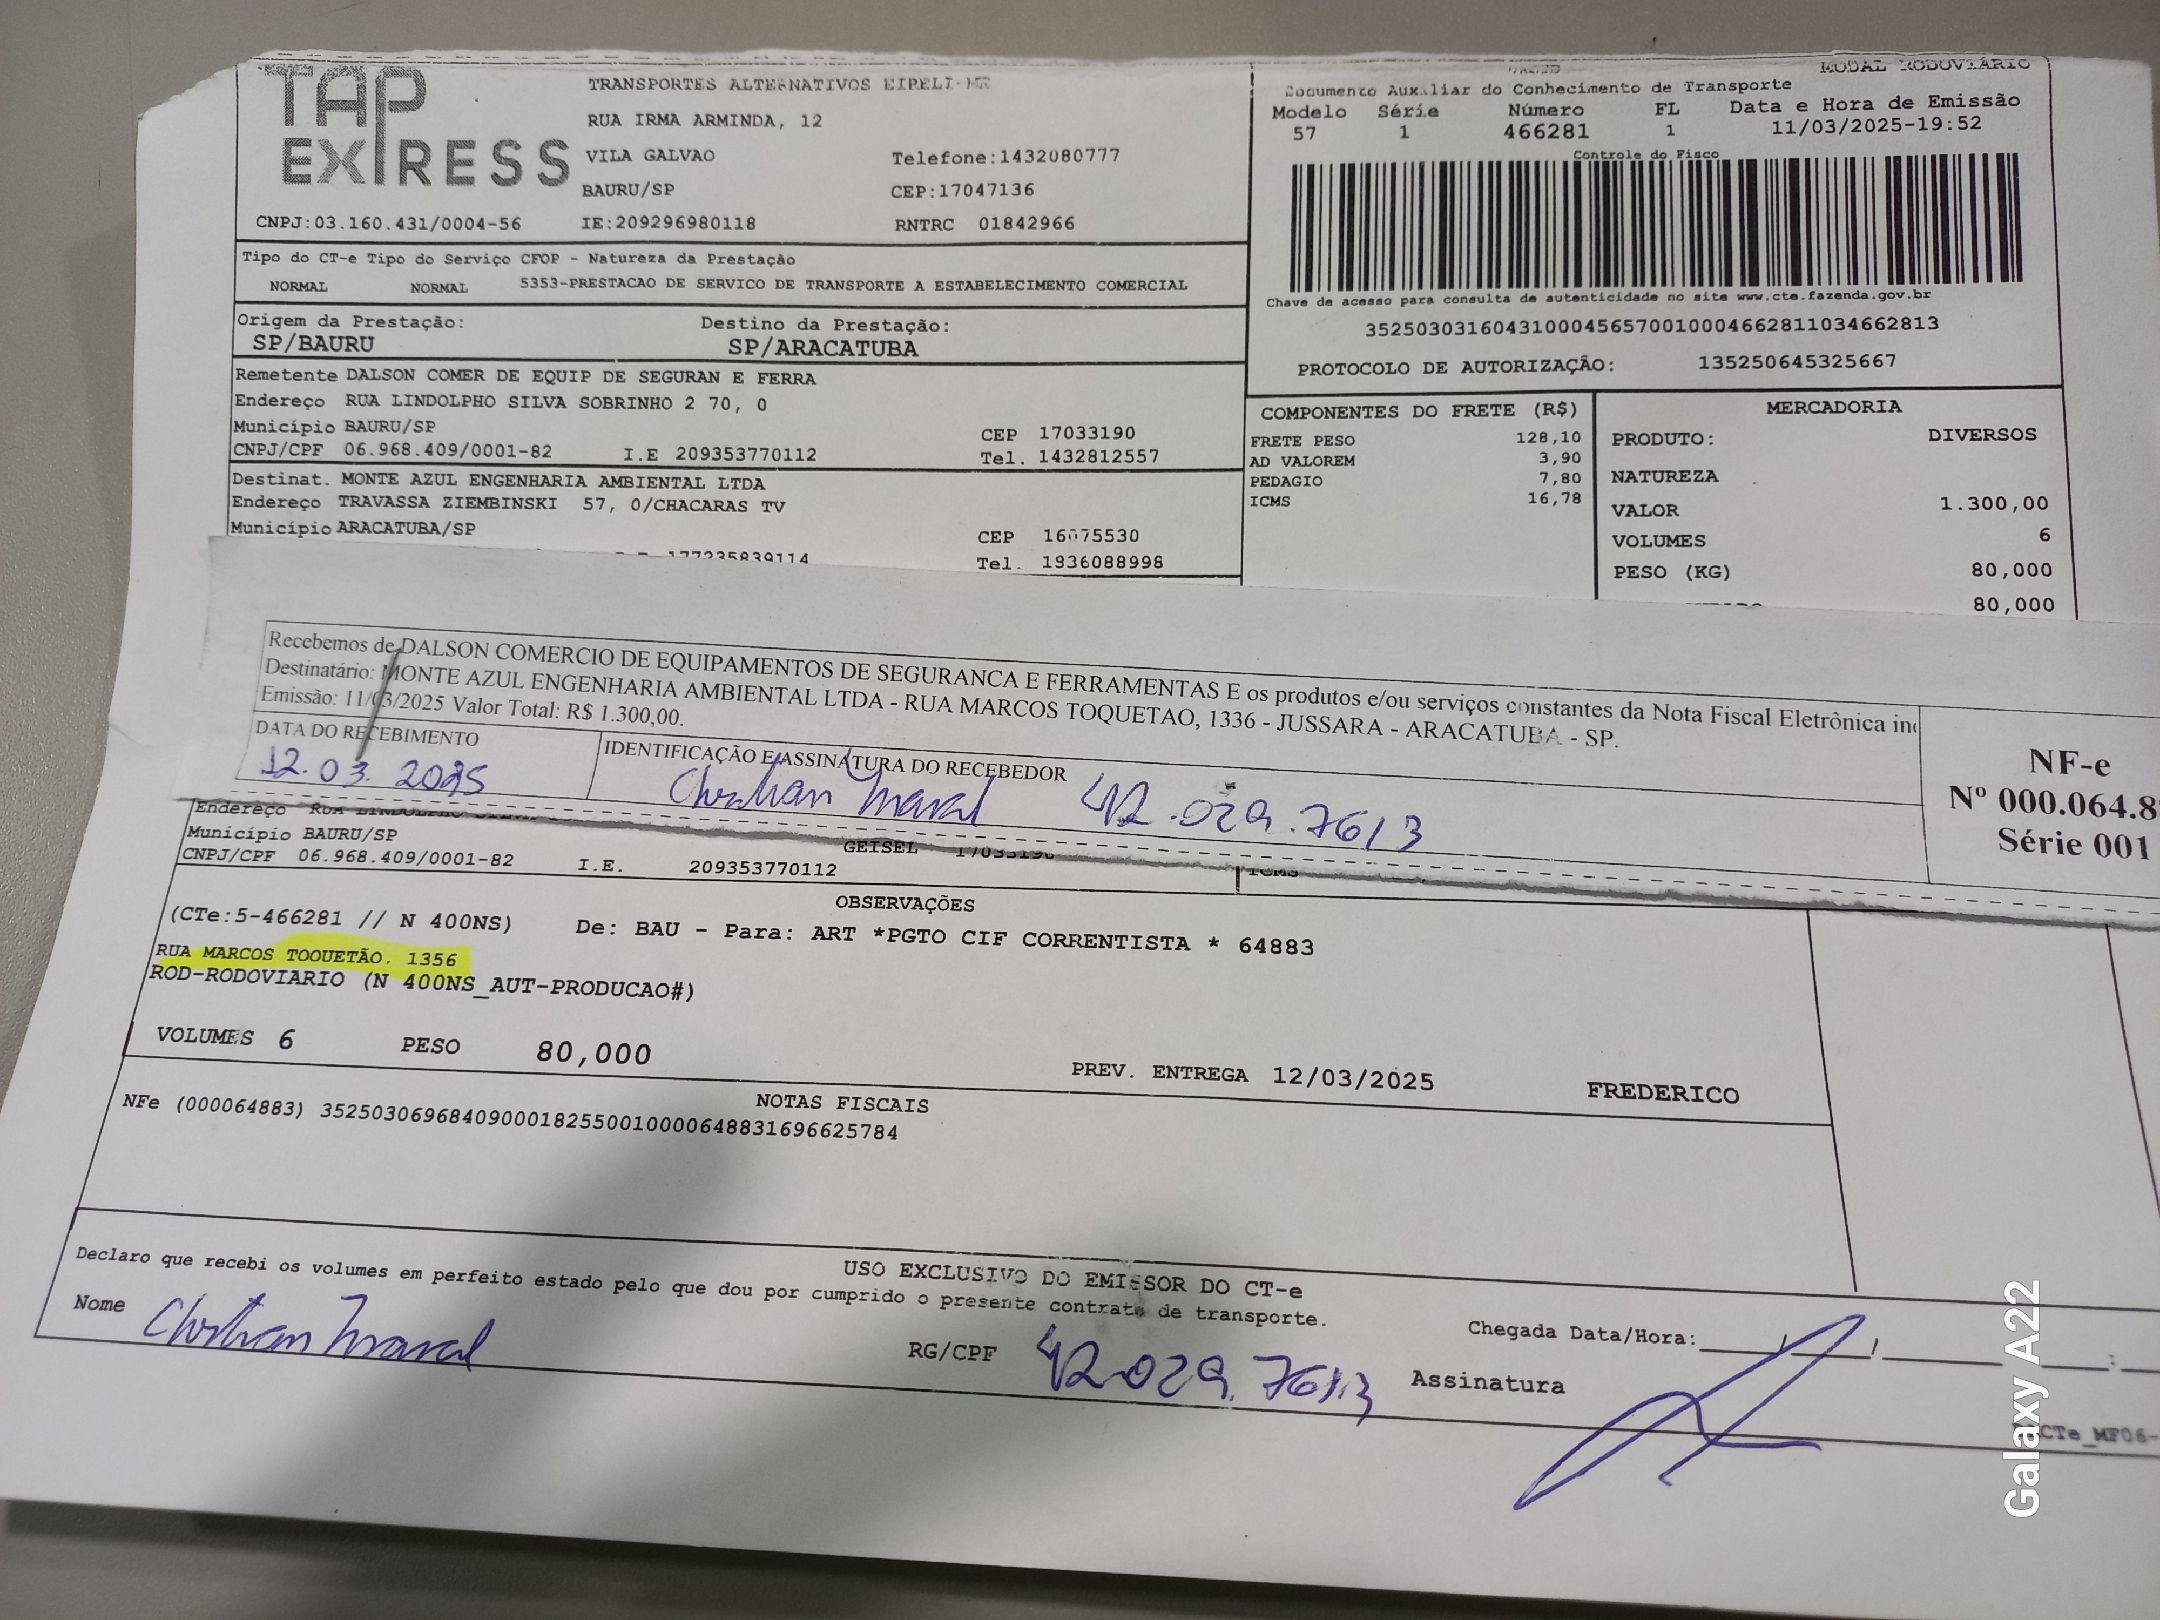 TAP EXPRESS
TRANSPORTES ALTERNATIVOS EIRELI-ME
RUA IRMA ARMINDA, 12
VILA GALVAO Telefone:1432080777
BAURU/SP CEP:17047136
CNPJ:03.160.431/0004-56 IE:209296980118 RNTRC 01842966
MODAL RODOVIÁRIO
Documento Auxiliar do Conhecimento de Transporte
Modelo Série Número FL Data e Hora de Emissão
57 1 466281 1 11/03/2025-19:52
Controle do Fisco
Chave de acesso para consulta de autenticidade no site www.cte.fazenda.gov.br
35250303160431000456570010004662811034662813
PROTOCOLO DE AUTORIZAÇÃO: 135250645325667
Tipo do CT-e Tipo do Serviço CFOP - Natureza da Prestação
NORMAL NORMAL 5353-PRESTACAO DE SERVICO DE TRANSPORTE A ESTABELECIMENTO COMERCIAL
Origem da Prestação: Destino da Prestação:
SP/BAURU SP/ARACATUBA
Remetente DALSON COMER DE EQUIP DE SEGURAN E FERRA
Endereço RUA LINDOLPHO SILVA SOBRINHO 2 70, 0
Município BAURU/SP CEP 17033190
CNPJ/CPF 06.968.409/0001-82 I.E 209353770112 Tel. 1432812557
Destinat. MONTE AZUL ENGENHARIA AMBIENTAL LTDA
Endereço TRAVASSA ZIEMBINSKI 57, 0/CHACARAS TV
Município ARACATUBA/SP CEP 16075530
177235839114 Tel. 1936088998
COMPONENTES DO FRETE (R$)
FRETE PESO 128,10
AD VALOREM 3,90
PEDAGIO 7,80
ICMS 16,78
MERCADORIA
PRODUTO: DIVERSOS
NATUREZA
VALOR 1.300,00
VOLUMES 6
PESO (KG) 80,000
80,000
Recebemos de DALSON COMERCIO DE EQUIPAMENTOS DE SEGURANCA E FERRAMENTAS E os produtos e/ou serviços constantes da Nota Fiscal Eletrônica in
Destinatário: MONTE AZUL ENGENHARIA AMBIENTAL LTDA - RUA MARCOS TOQUETAO, 1336 - JUSSARA - ARACATUBA - SP.
Emissão: 11/03/2025 Valor Total: R$ 1.300,00.
DATA DO RECEBIMENTO IDENTIFICAÇÃO E ASSINATURA DO RECEBEDOR
12.03.2025 Christian 42.029.761
NF-e
Nº 000.064.8
Série 001
Endereço RUA
Município BAURU/SP GEISEL 17033190
CNPJ/CPF 06.968.409/0001-82 I.E. 209353770112 ICMS
OBSERVAÇÕES
(CTe:5-466281 // N 400NS) De: BAU - Para: ART *PGTO CIF CORRENTISTA * 64883
RUA MARCOS TOQUETÃO. 1356
ROD-RODOVIARIO (N 400NS_AUT-PRODUCAO#)
VOLUMES 6 PESO 80,000 PREV. ENTREGA 12/03/2025 FREDERICO
NOTAS FISCAIS
NFe (000064883) 35250306968409000182550010000648831696625784
USO EXCLUSIVO DO EMISSOR DO CT-e
Declaro que recebi os volumes em perfeito estado pelo que dou por cumprido o presente contrato de transporte.
Nome Christian RG/CPF 42.029.761 Chegada Data/Hora: / / :
Assinatura
CTe_MF06-
Galaxy A22